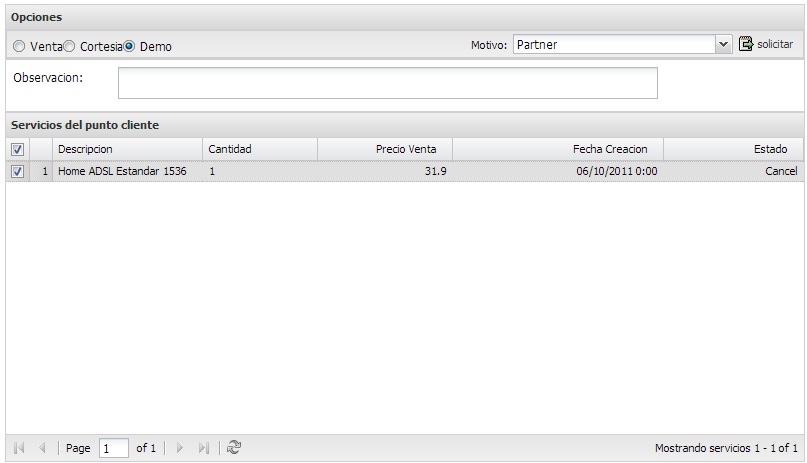 Opciones
Venta Cortesia Demo Motivo: Partner solicitar
Observacion:
Servicios del punto cliente
Descripcion Cantidad Precio Venta Fecha Creacion Estado
1 Home ADSL Estandar 1536 1 31.9 06/10/2011 0:00 Cancel
Page 1 of 1 Mostrando servicios 1 - 1 of 1